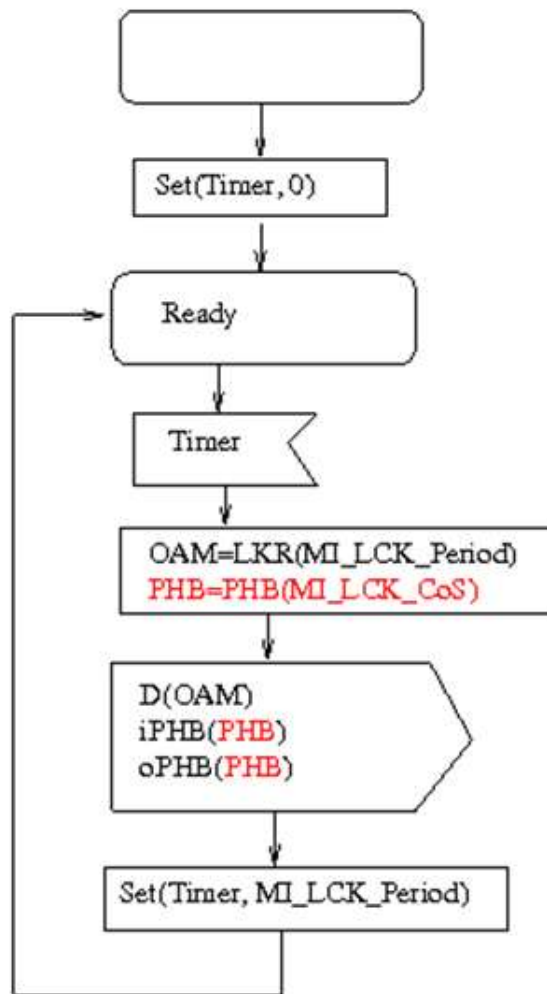 Set(Timer, 0)
Ready
Timer
OAM=LKR(MI_LCK_Period)
PHB=PHB(MI_LCK_CoS)
D(OAM)
iPHB(PHB)
oPHB(PHB)
Set(Timer, MI_LCK_Period)